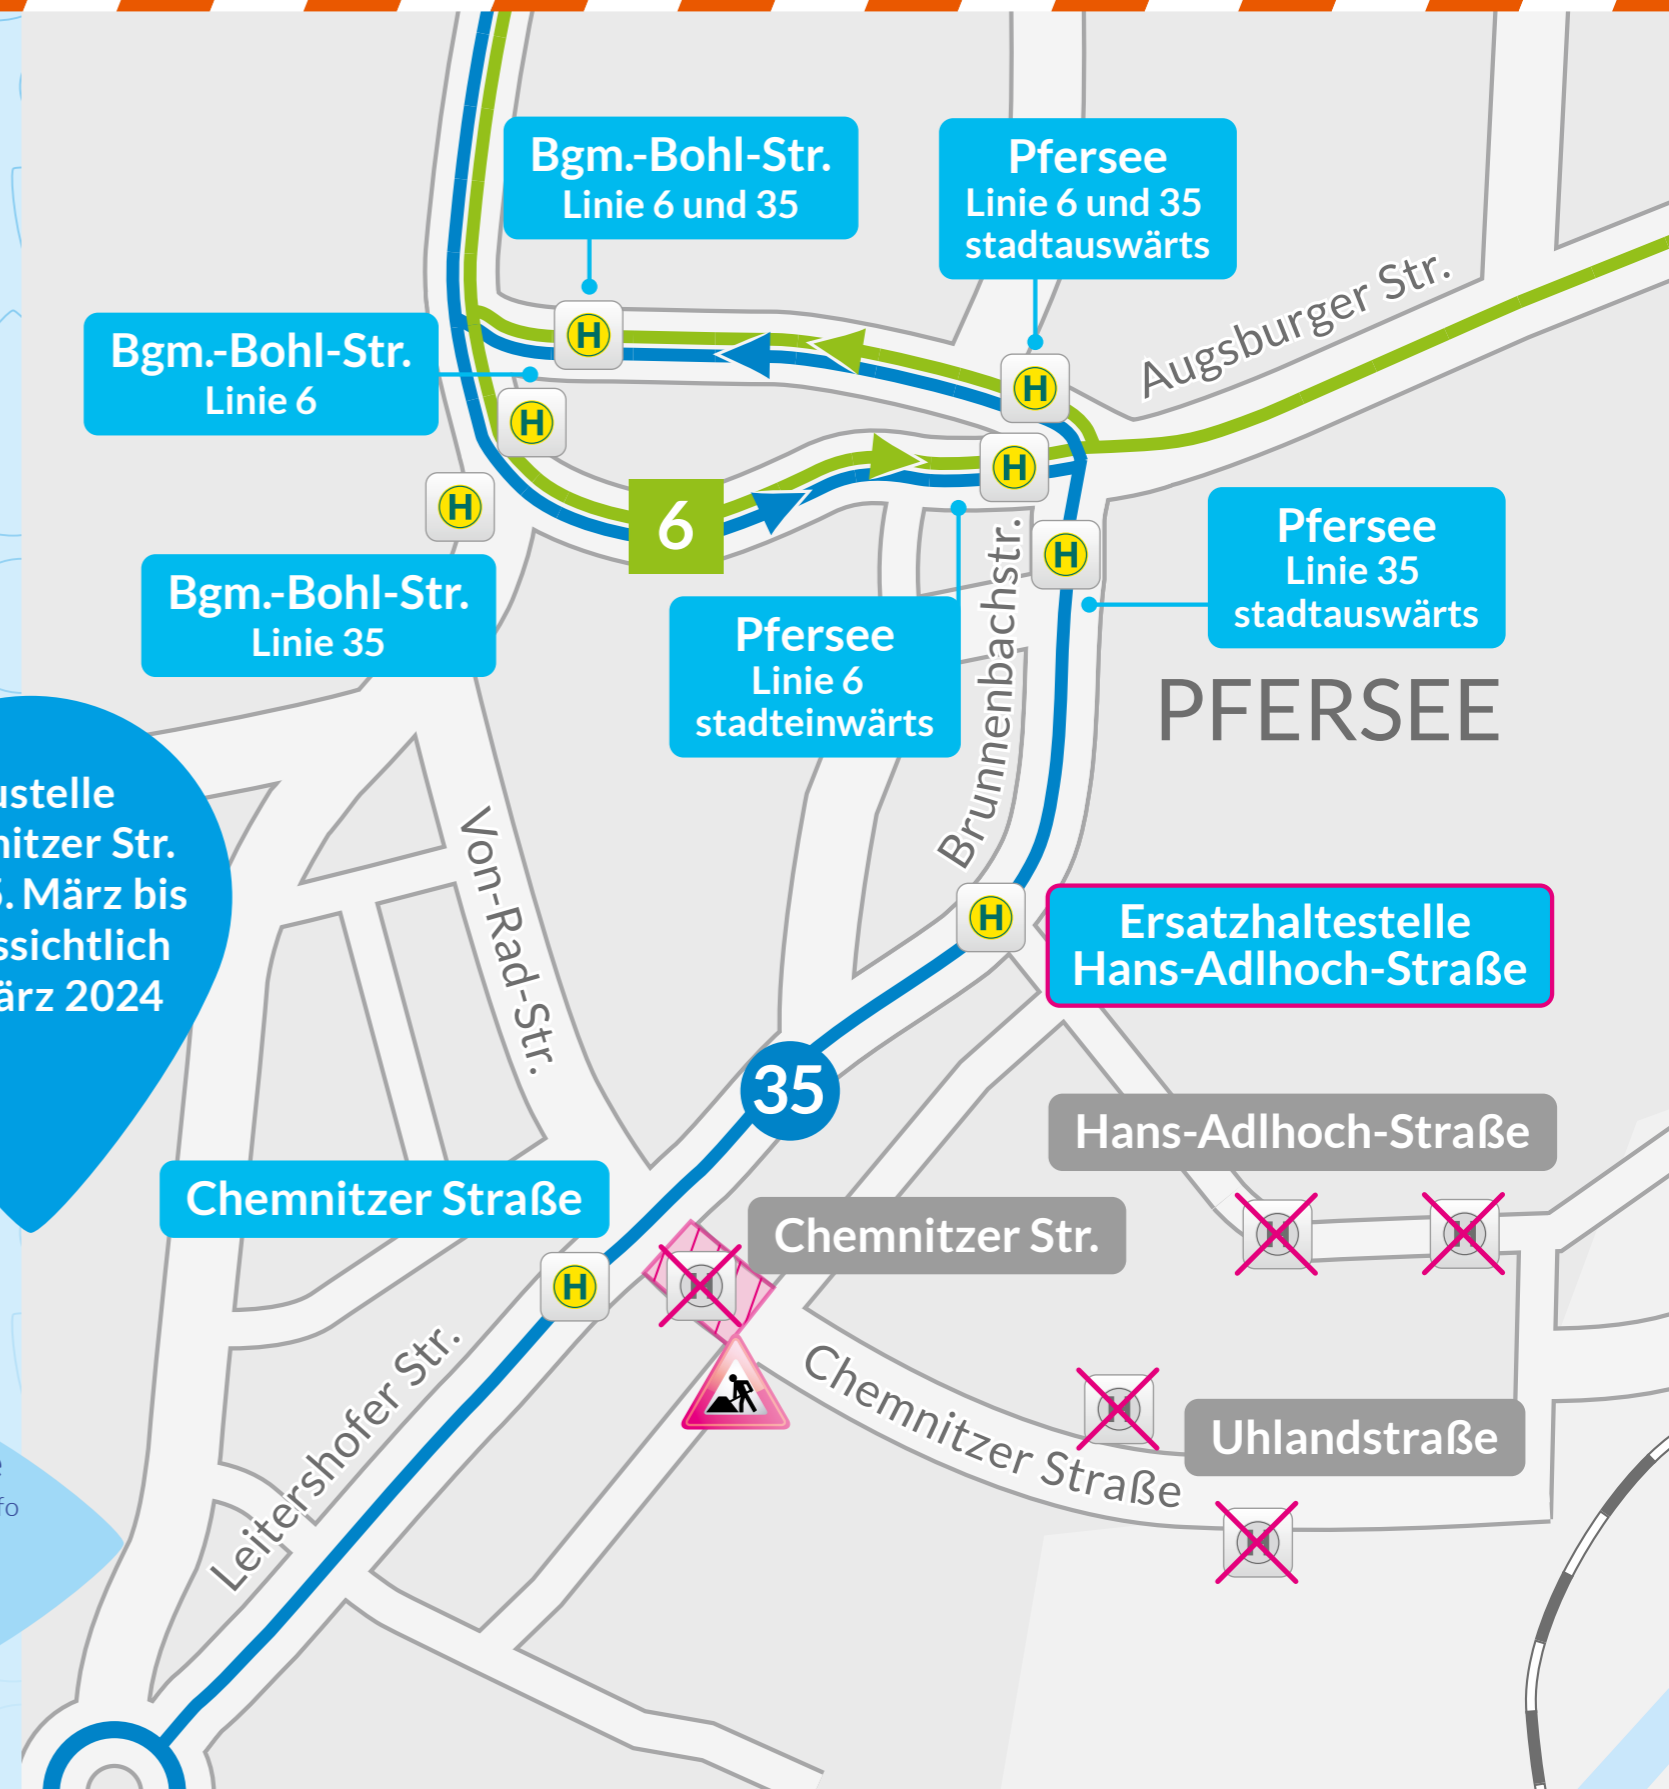 Bgm.-Bohl-Str.
Linie 6 und 35
Pfersee
Linie 6 und 35
stadtauswärts
Augsburger Str.
Bgm.-Bohl-Str.
Linie 6
H
H
H
H
H
H
6
Bgm.-Bohl-Str.
Linie 35
Pfersee
Linie 6
stadteinwärts
Brunnenbachstr.
Pfersee
Linie 35
stadtauswärts
PFERSEE
ustelle
nitzer Str.
. März bis
ssichtlich
ärz 2024
Von-Rad-Str.
H
Ersatzhaltestelle
Hans-Adlhoch-Straße
35
Hans-Adlhoch-Straße
H
H
Chemnitzer Straße
H
Chemnitzer Str.
H
Leitershofer Str.
Chemnitzer Straße
H
Uhlandstraße
H
e
fo